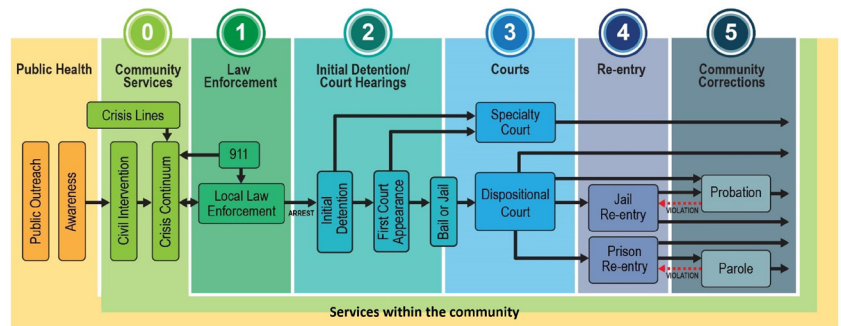 0
1
2
3
4
5
Public Health
Community
Services
Law
Enforcement
Initial Detention/
Court Hearings
Courts
Re-entry
Community
Corrections
Crisis Lines
911
Public Outreach
Awareness
Civil Intervention
Crisis Continuum
Local Law
Enforcement
ARREST
Initial
Detention
First Court
Appearance
Bail or Jail
Specialty
Court
Dispositional
Court
Jail
Re-entry
VIOLATION
Probation
Prison
Re-entry
VIOLATION
Parole
Services within the community